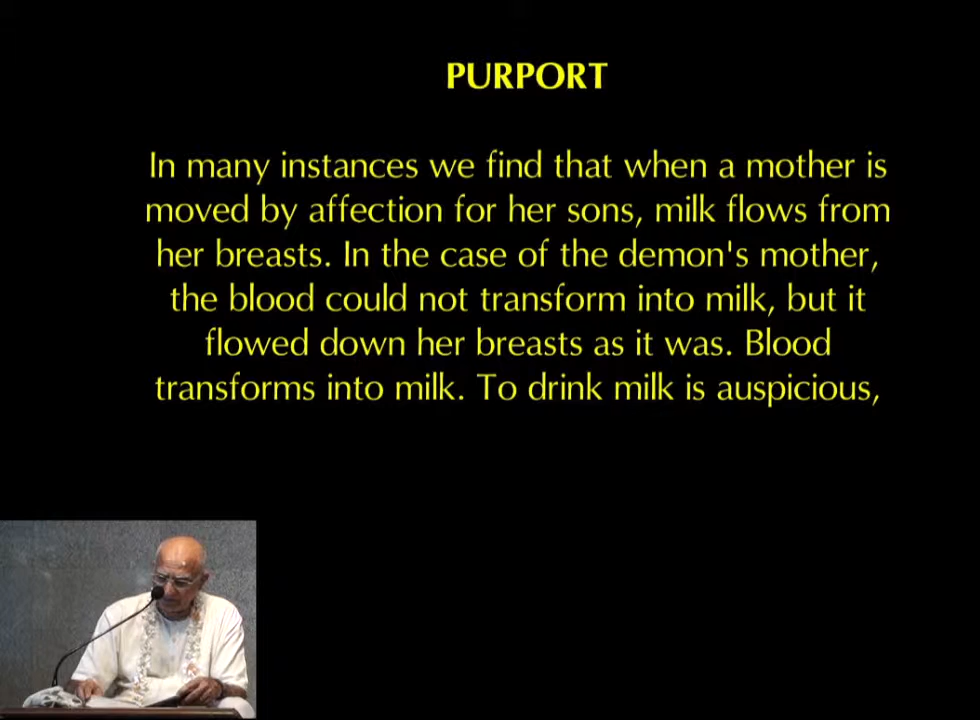 PURPORT
In many instances we find that when a mother is
moved by affection for her sons, milk flows from
her breasts. In the case of the demon's mother,
the blood could not transform into milk, but it
flowed down her breasts as it was. Blood
transforms into milk. To drink milk is auspicious,